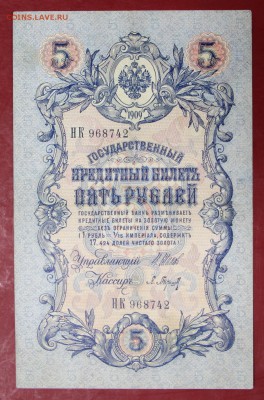 COINS.LAVE.RU
5 5
1909
НК 968742
ГОСУДАРСТВЕННЫЙ
КРЕДИТНЫЙ БИЛЕТЪ
ПЯТЬ РУБЛЕЙ
ГОСУДАРСТВЕННЫЙ БАНКЪ РАЗМѢНИВАЕТЪ
КРЕДИТНЫЕ БИЛЕТЫ НА ЗОЛОТУЮ МОНЕТУ
БЕЗЪ ОГРАНИЧЕНІЯ СУММЫ
(1 РУБЛЬ = 1/15 ИМПЕРІАЛА, СОДЕРЖИТЪ
17,424 ДОЛЕЙ ЧИСТАГО ЗОЛОТА)
Управляющій
Кассиръ
НК 968742
5